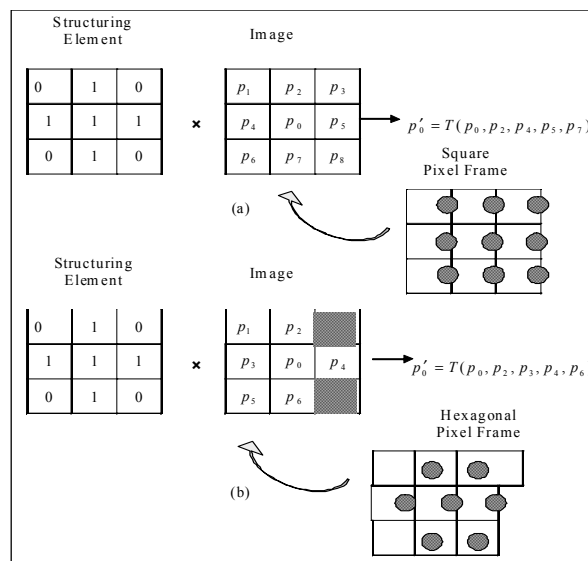 Structuring Element
Image
0 1 0
1 1 1
0 1 0
×
p₁ p₂ p₃
p₄ p₀ p₅
p₆ p₇ p₈
p₀′ = T(p₀, p₂, p₄, p₅, p₇)
Square Pixel Frame
(a)
Structuring Element
Image
0 1 0
1 1 1
0 1 0
×
p₁ p₂
p₃ p₀ p₄
p₅ p₆
p₀′ = T(p₀, p₂, p₃, p₄, p₆
Hexagonal Pixel Frame
(b)